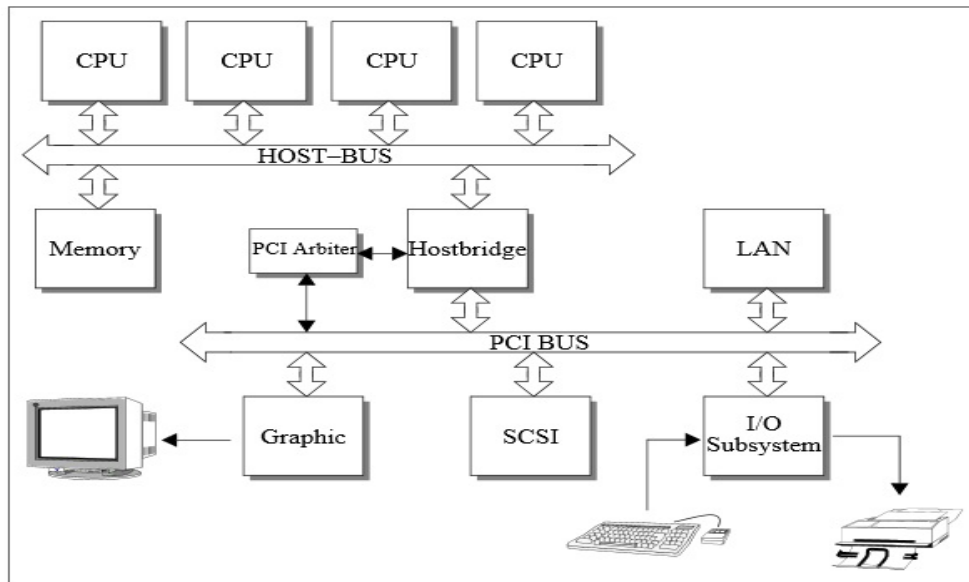 CPU
CPU
CPU
CPU
HOST–BUS
Memory
PCI Arbiter
Hostbridge
LAN
PCI BUS
Graphic
SCSI
I/O
Subsystem